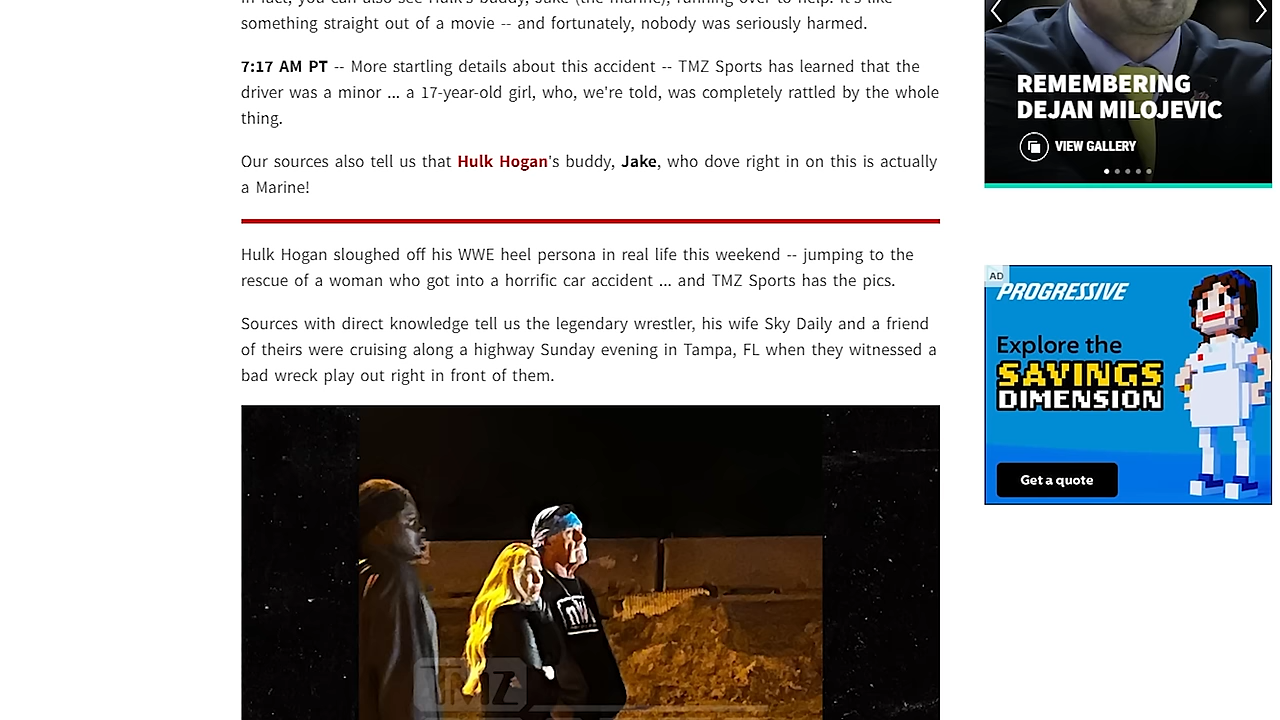 something straight out of a movie -- and fortunately, nobody was seriously harmed.
7:17 AM PT -- More startling details about this accident -- TMZ Sports has learned that the
driver was a minor ... a 17-year-old girl, who, we're told, was completely rattled by the whole
thing.
Our sources also tell us that Hulk Hogan's buddy, Jake, who dove right in on this is actually
a Marine!
Hulk Hogan sloughed off his WWE heel persona in real life this weekend -- jumping to the
rescue of a woman who got into a horrific car accident ... and TMZ Sports has the pics.
Sources with direct knowledge tell us the legendary wrestler, his wife Sky Daily and a friend
of theirs were cruising along a highway Sunday evening in Tampa, FL when they witnessed a
bad wreck play out right in front of them.
TMZ
REMEMBERING
DEJAN MILOJEVIC
VIEW GALLERY
AD
PROGRESSIVE
Explore the
SAVINGS
DIMENSION
Get a quote